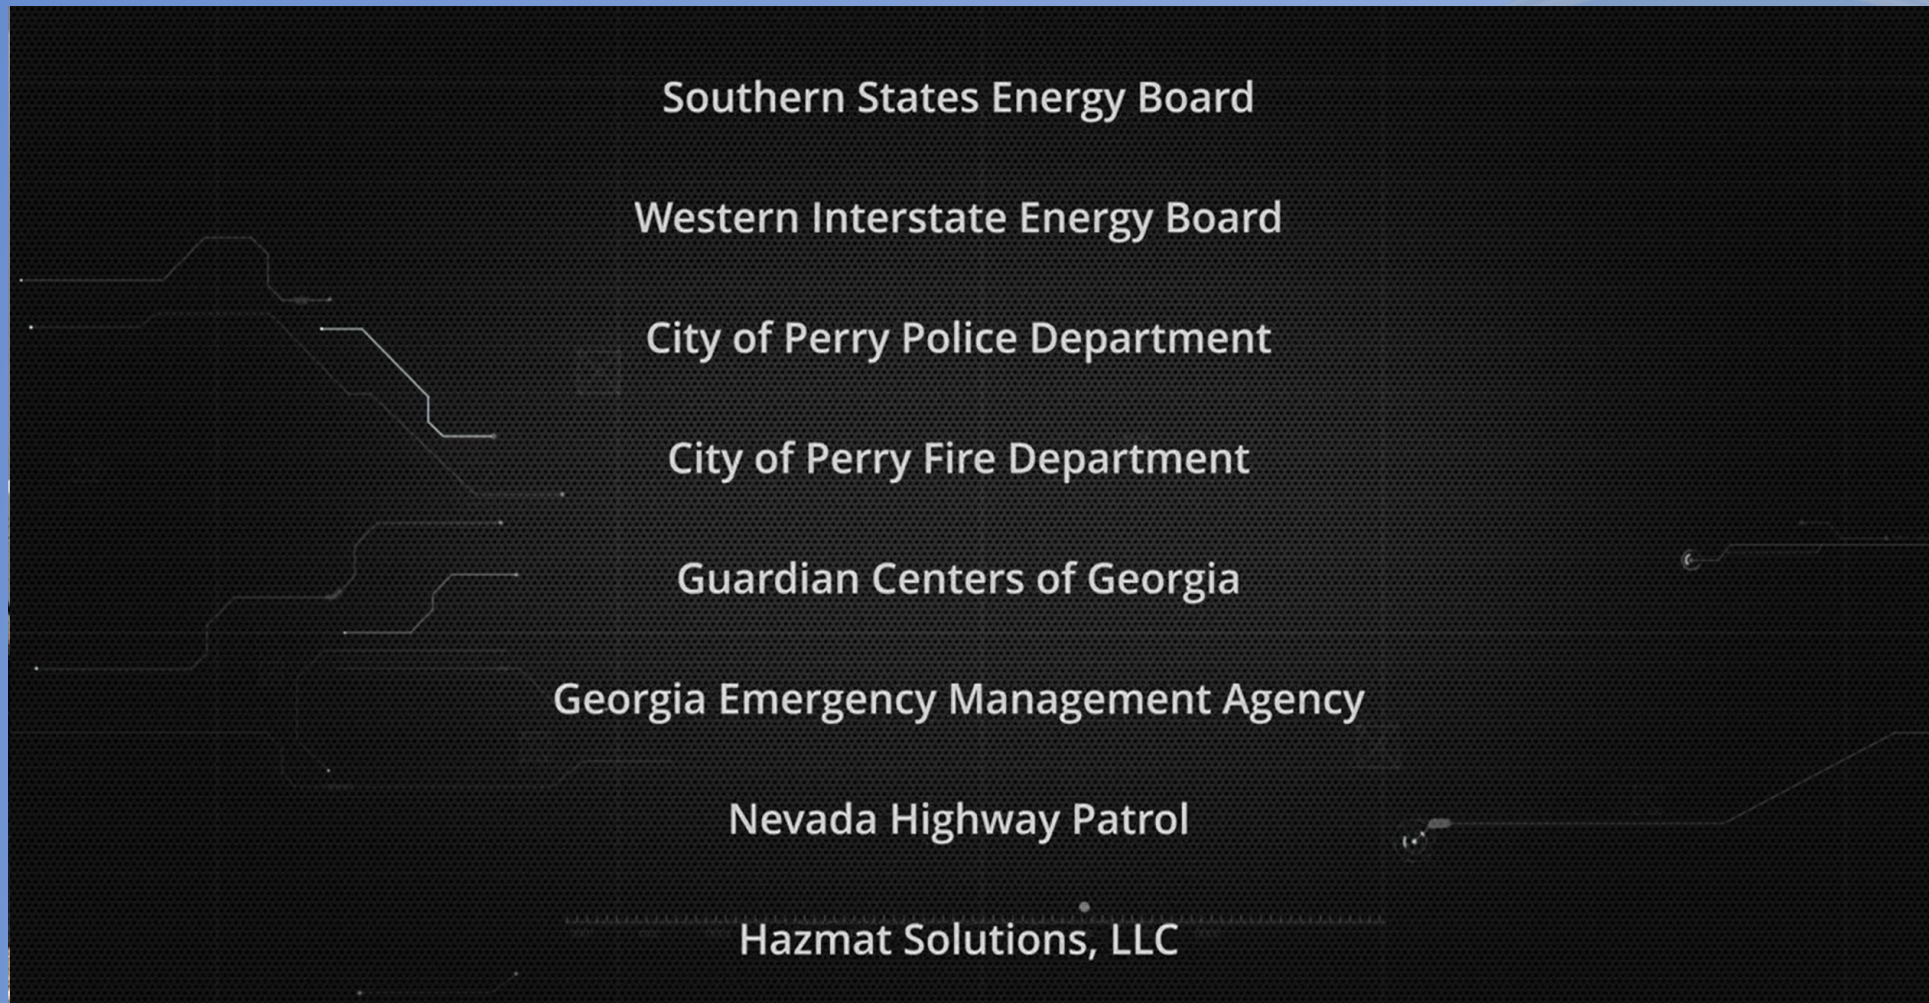 Southern States Energy Board
Western Interstate Energy Board
City of Perry Police Department
City of Perry Fire Department
Guardian Centers of Georgia
Georgia Emergency Management Agency
Nevada Highway Patrol
Hazmat Solutions, LLC